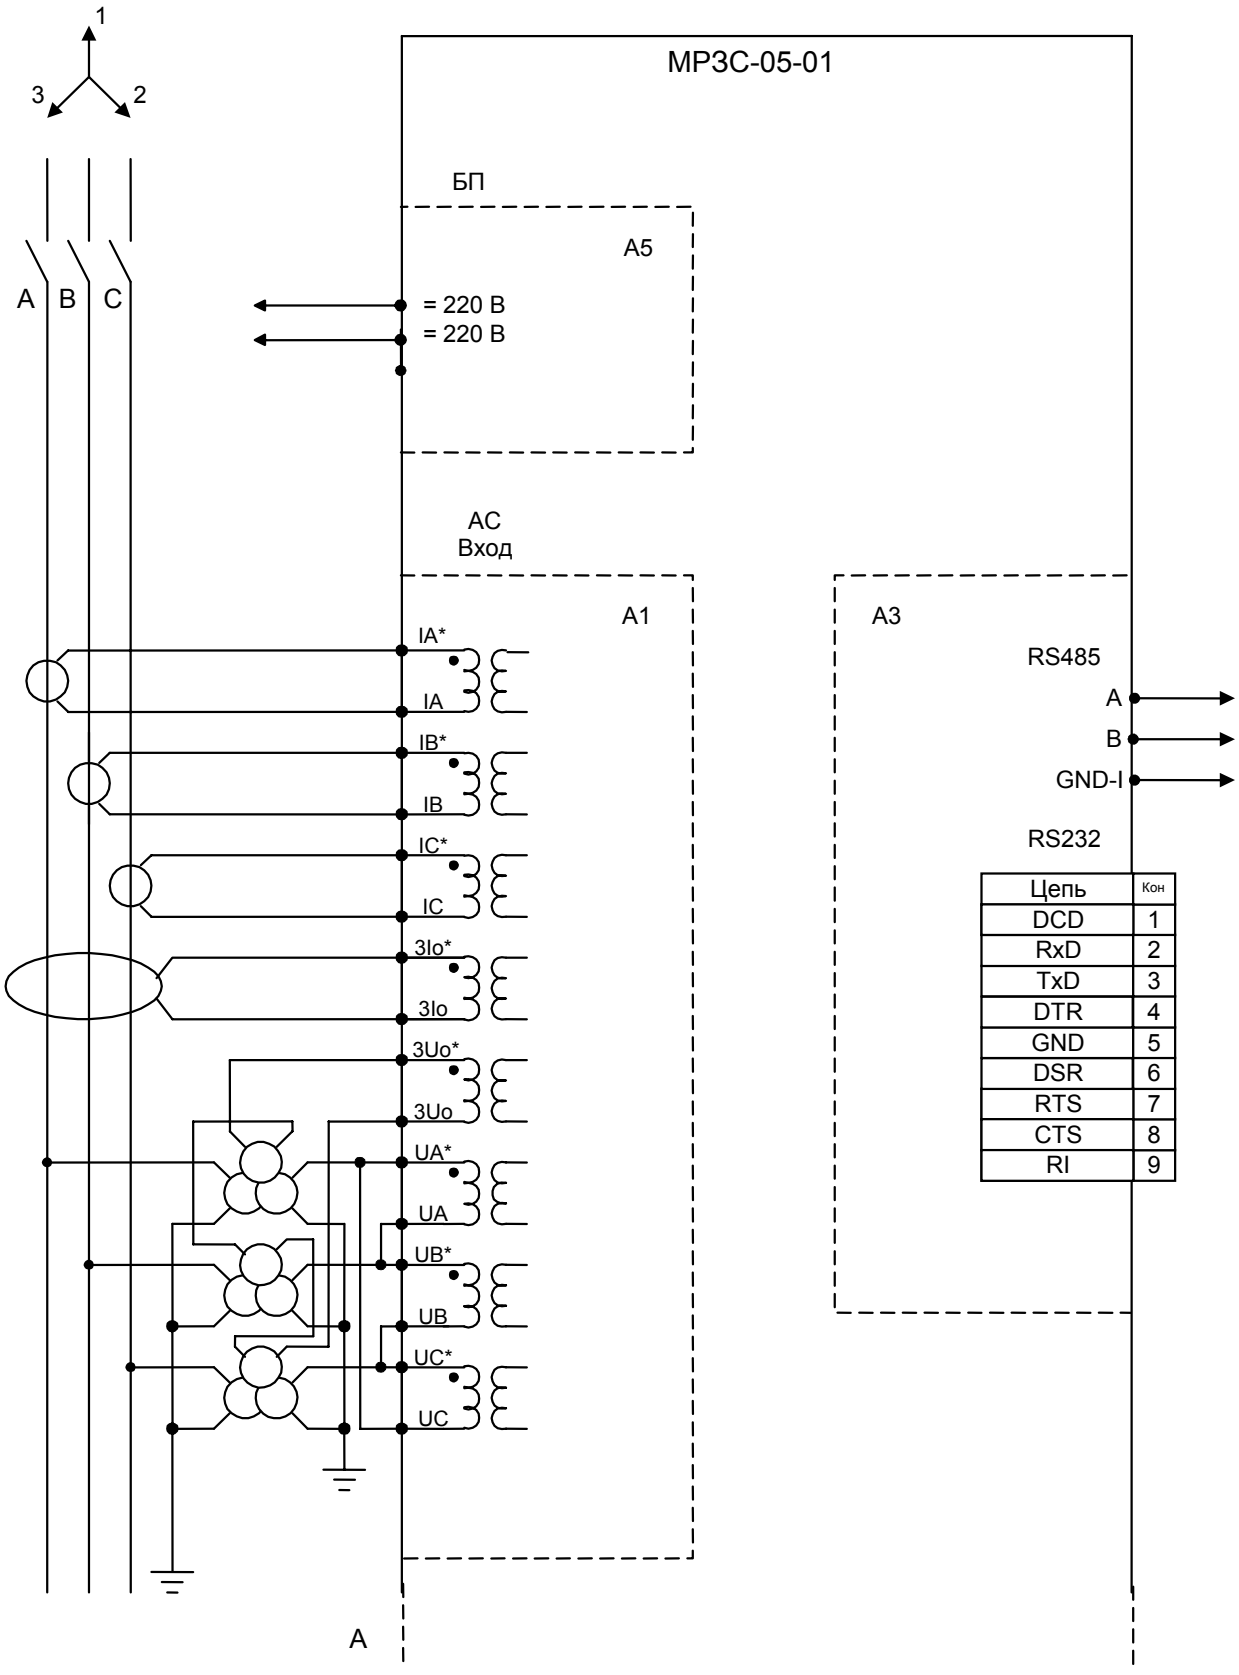 1
3
2
МРЗС-05-01
БП
A5
A
B
C
= 220 В
= 220 В
АС
Вход
A1
A3
IA*
IA
IB*
IB
IC*
IC
3Io*
3Io
3Uo*
3Uo
UA*
UA
UB*
UB
UC*
UC
RS485
A
B
GND-I
RS232
Цепь Кон
DCD 1
RxD 2
TxD 3
DTR 4
GND 5
DSR 6
RTS 7
CTS 8
RI 9
A